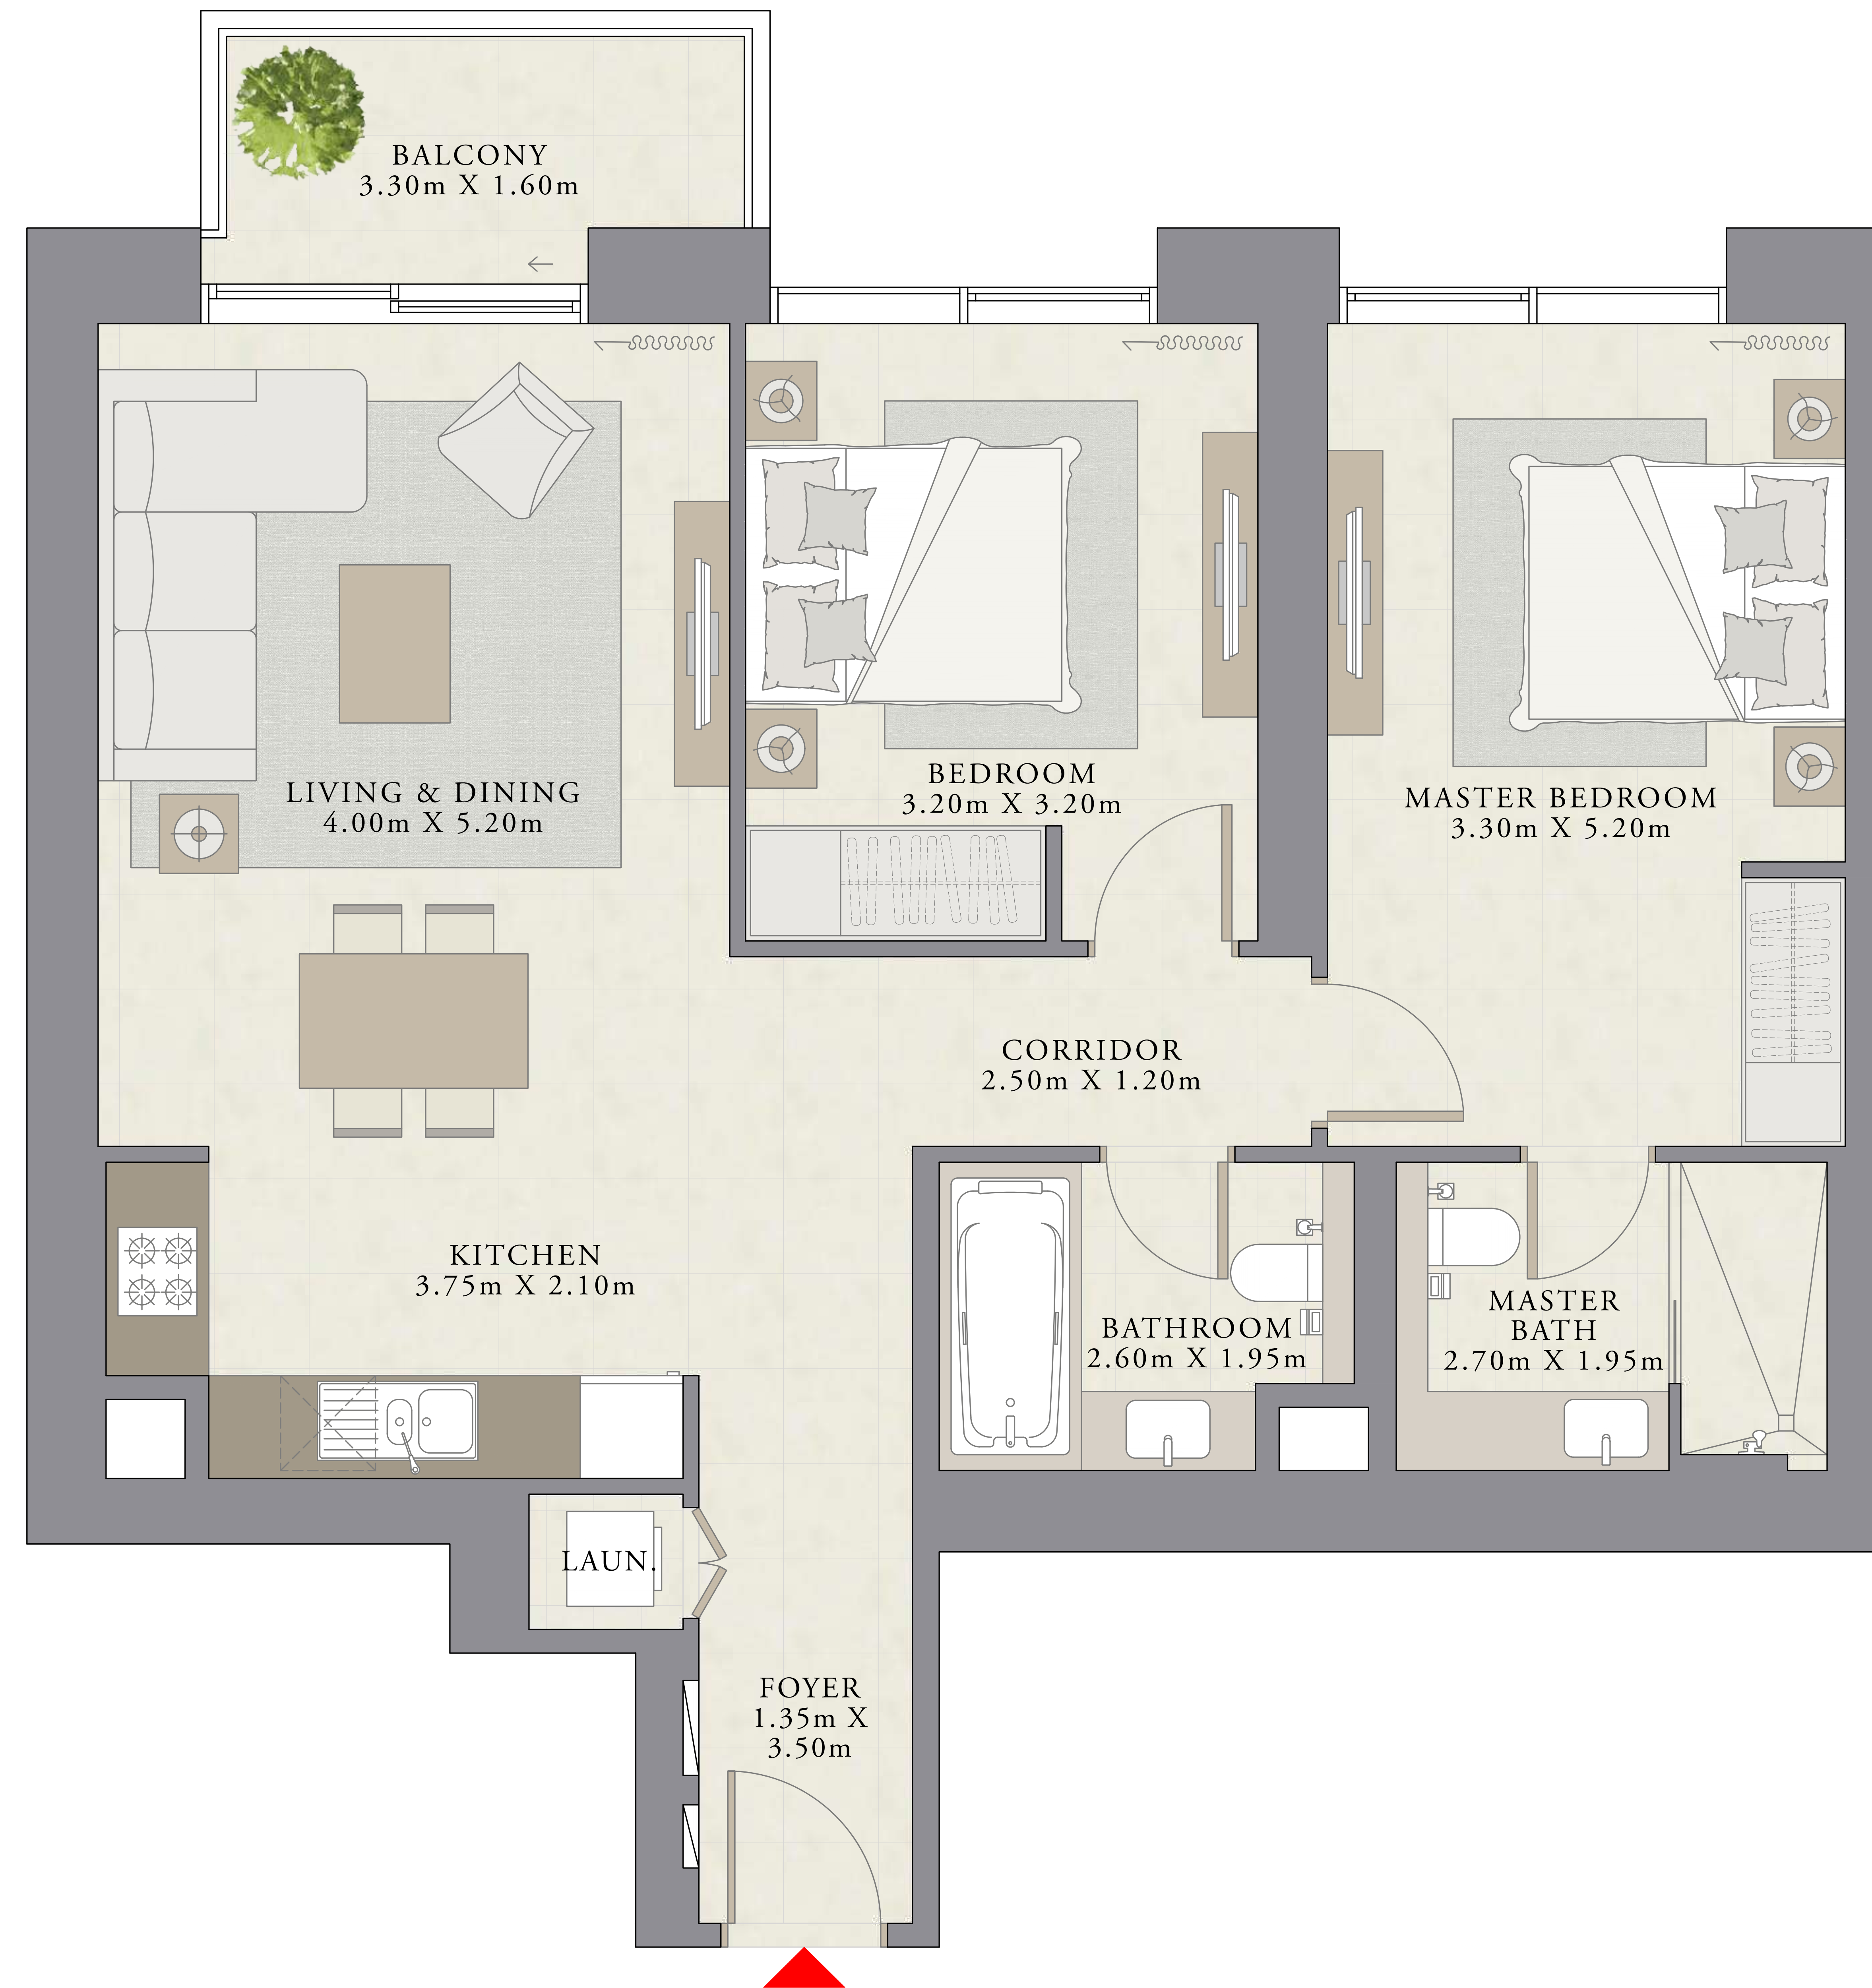 BALCONY
3.30m X 1.60m
LIVING & DINING
4.00m X 5.20m
BEDROOM
3.20m X 3.20m
MASTER BEDROOM
3.30m X 5.20m
CORRIDOR
2.50m X 1.20m
KITCHEN
3.75m X 2.10m
BATHROOM
2.60m X 1.95m
MASTER
BATH
2.70m X 1.95m
LAUN.
FOYER
1.35m X
3.50m